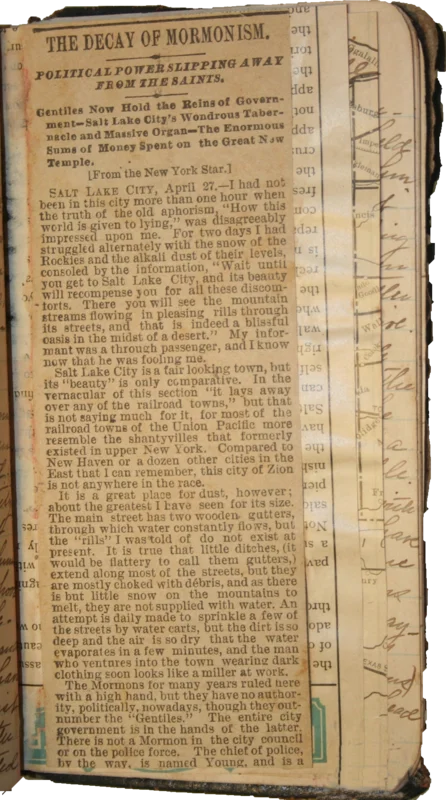 THE DECAY OF MORMONISM.
POLITICAL POWER SLIPPING AWAY
FROM THE SAINTS.
Gentiles Now Hold the Reins of Govern-
ment—Salt Lake City's Wondrous Taber-
nacle and Massive Organ—The Enormous
Sums of Money Spent on the Great New
Temple.
[From the New York Star.]
SALT LAKE CITY, April 27.—I had not
been in this city more than one hour when
the truth of the old aphorism, "How this
world is given to lying," was disagreeably
impressed upon me. For two days I had
struggled alternately with the snow of the
Rockies and the alkali dust of their levels,
consoled by the information, "Wait until
you get to Salt Lake City, and its beauty
will recompense you for all these discom-
forts. There you will see the mountain
streams flowing in pleasing rills through
its streets, and that is indeed a blissful
oasis in the midst of a desert." My infor-
mant was a through passenger, and I know
now that he was fooling me.
Salt Lake City is a fair looking town, but
its "beauty" is only comparative. In the
vernacular of this section "it lays away
over any of the railroad towns," but that
is not saying much for it, for most of the
railroad towns of the Union Pacific more
resemble the shantyvilles that formerly
existed in upper New York. Compared to
New Haven or a dozen other cities in the
East that I can remember, this city of Zion
is not anywhere in the race.
It is a great place for dust, however;
about the greatest I have seen for its size.
The main street has two wooden gutters,
through which water constantly flows, but
the "rills" I was told of do not exist at
present. It is true that little ditches, (it
would be flattery to call them gutters,)
extend along most of the streets, but they
are mostly choked with débris, and as there
is but little snow on the mountains to
melt, they are not supplied with water. An
attempt is daily made to sprinkle a few of
the streets by water carts, but the dirt is so
deep and the air is so dry that the water
evaporates in a few minutes, and the man
who ventures into the town wearing dark
clothing soon looks like a miller at work.
The Mormons for many years ruled here
with a high hand, but they have no author-
ity, politically, nowadays, though they out-
number the "Gentiles." The entire city
government is in the hands of the latter.
There is not a Mormon in the city council
or on the police force. The chief of police,
by the way, is named Young, and is a